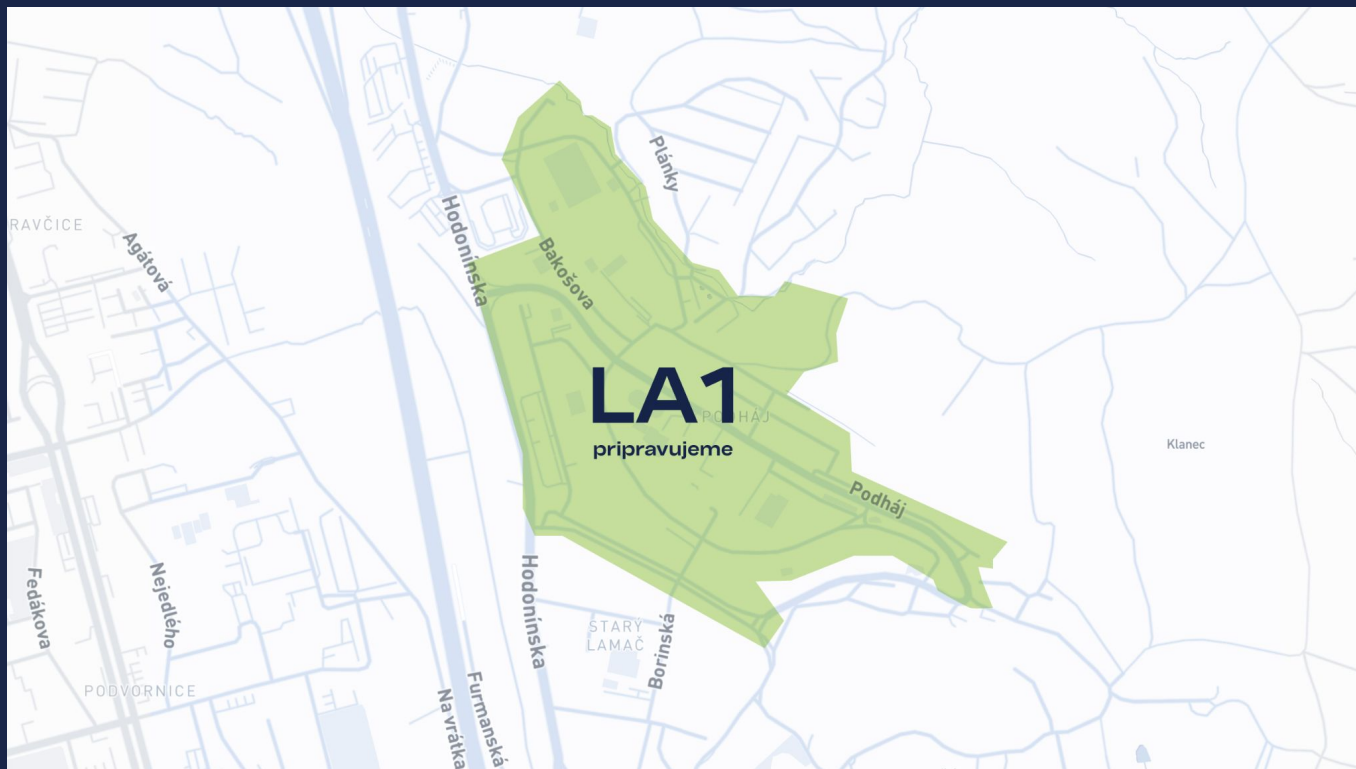 Plánky
Hodonínska
RAVČICE
Agátová
Bakošova
LA1
PODHÁJ
pripravujeme
Klanec
Podháj
Hodonínska
Fedákova
Nejedlého
STARÝ
LAMAČ
Borinská
PODVORNICE
Na vrátka
Furmanská